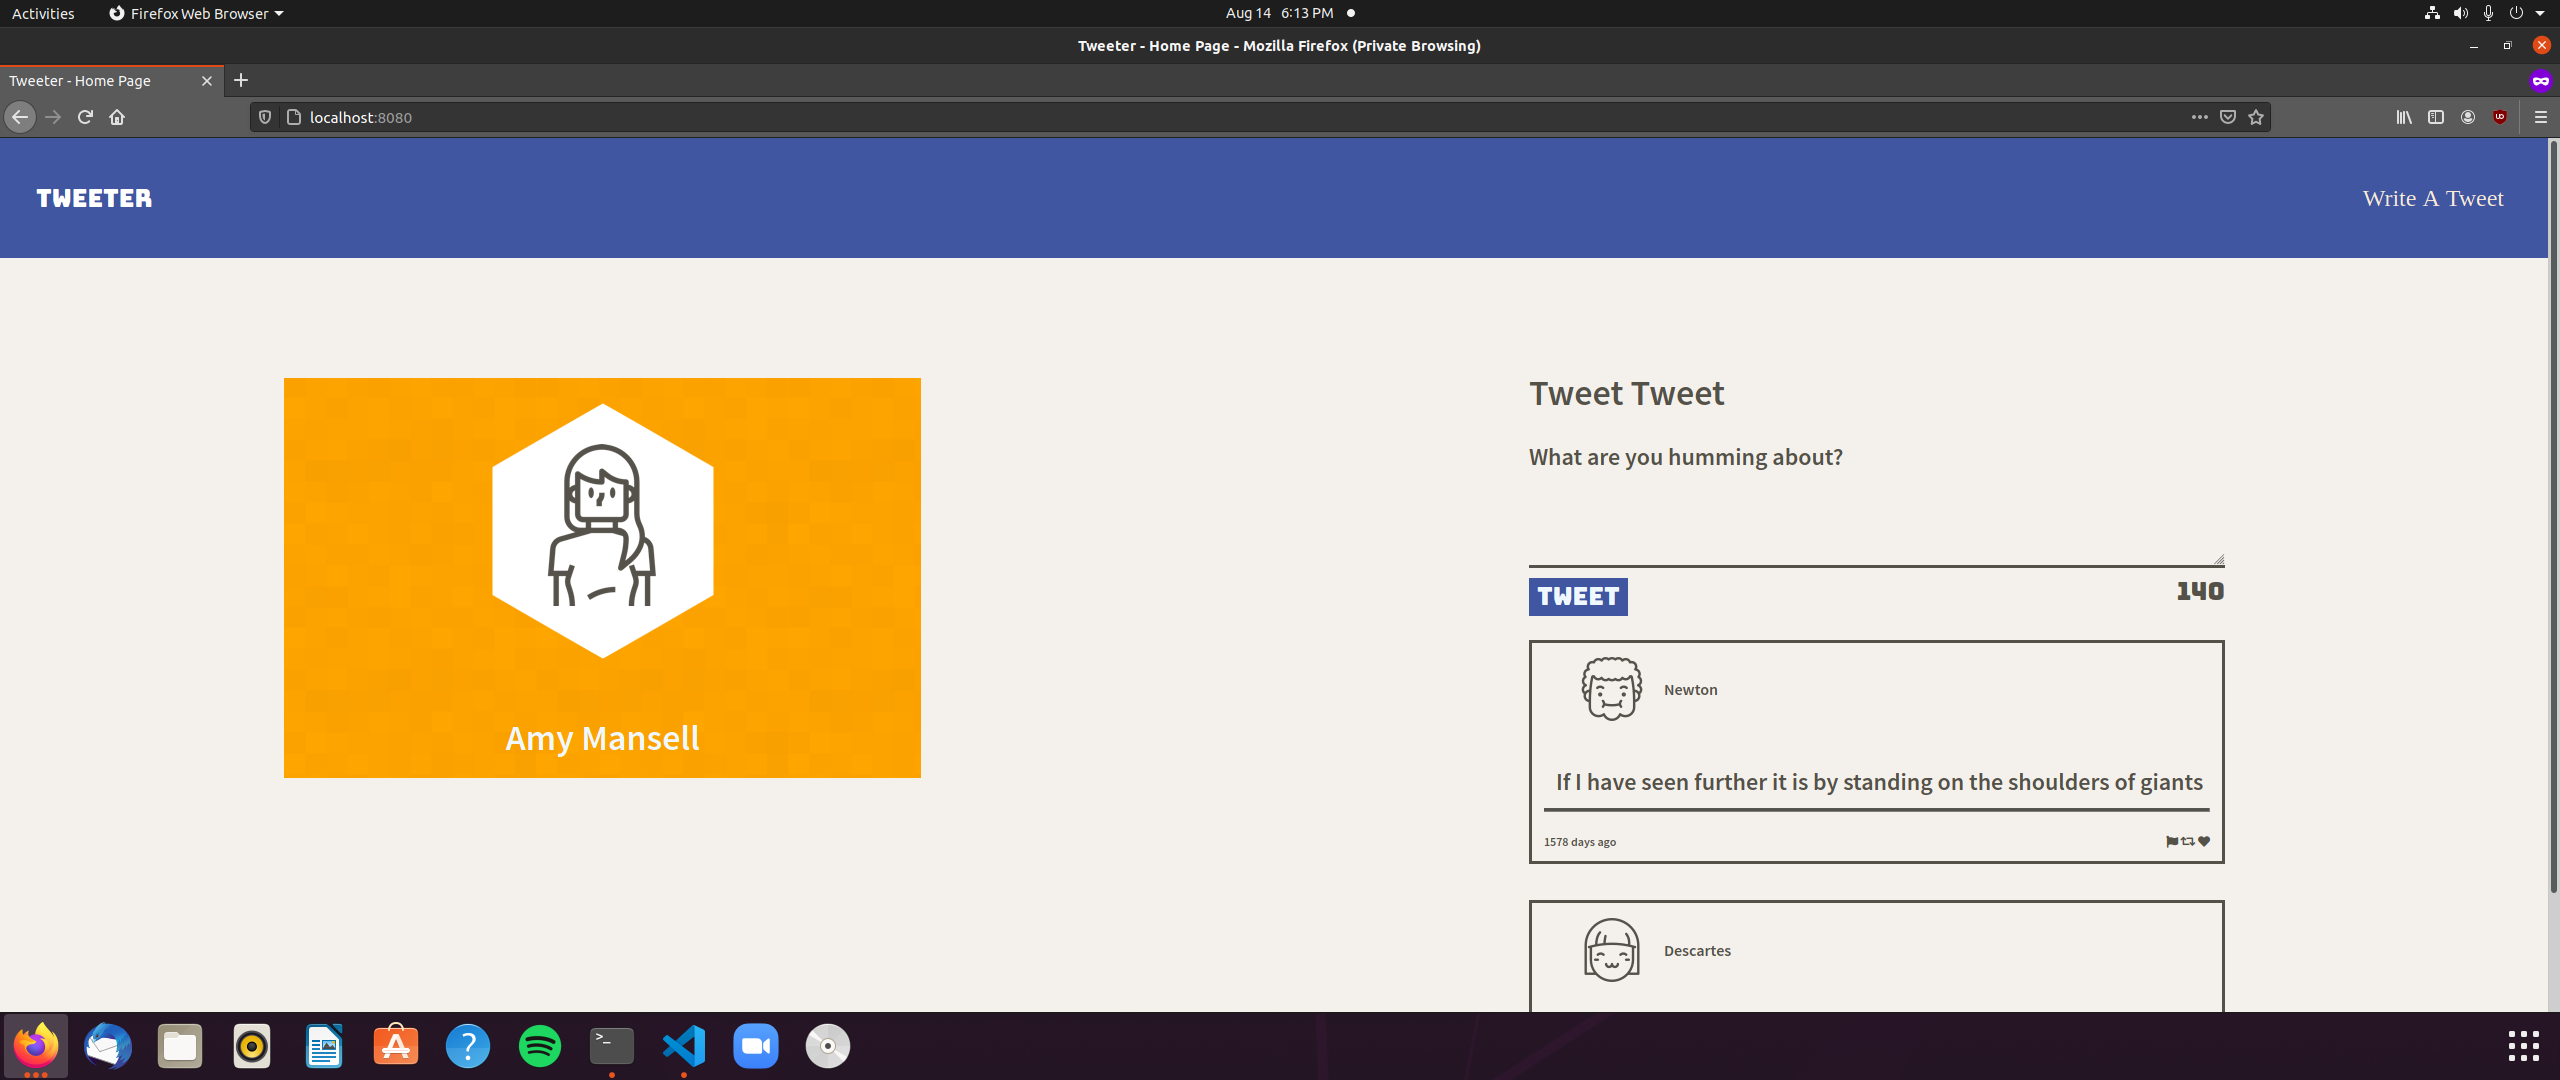 Activities Firefox Web Browser Aug 14 6:13 PM
Tweeter - Home Page - Mozilla Firefox (Private Browsing)
Tweeter - Home Page
localhost:8080
TWEETER Write A Tweet
Amy Mansell
Tweet Tweet
What are you humming about?
TWEET 140
Newton
If I have seen further it is by standing on the shoulders of giants
1578 days ago
Descartes